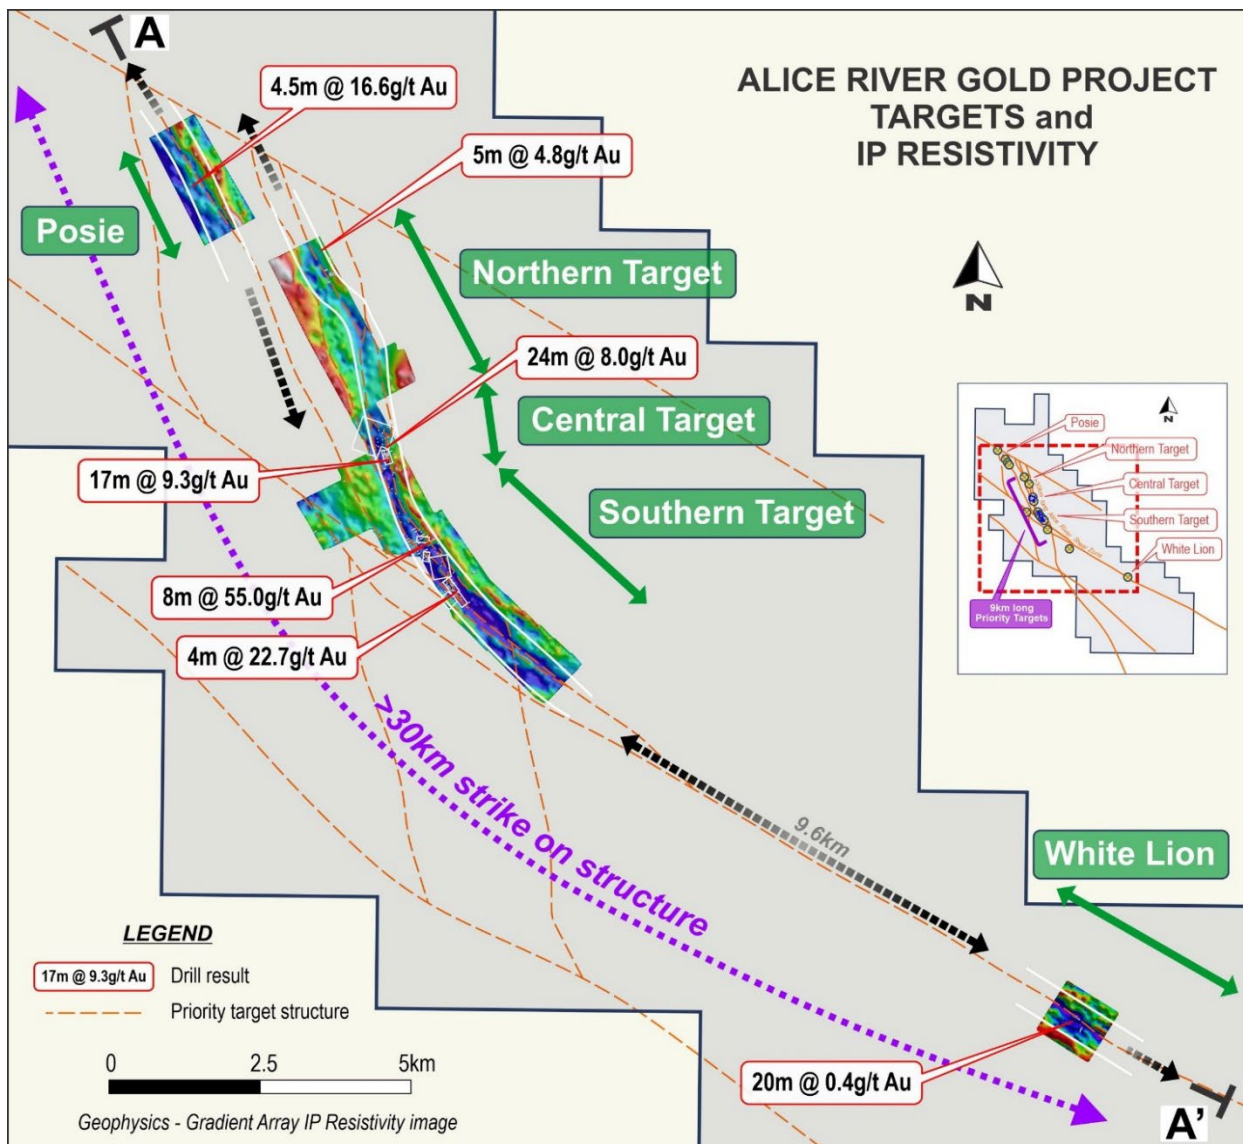 A
ALICE RIVER GOLD PROJECT
TARGETS and
IP RESISTIVITY
4.5m @ 16.6g/t Au
5m @ 4.8g/t Au
Posie
Northern Target
N
24m @ 8.0g/t Au
Central Target
17m @ 9.3g/t Au
Southern Target
8m @ 55.0g/t Au
4m @ 22.7g/t Au
N
Posie
Northern Target
Central Target
Southern Target
White Lion
9km long
Priority Targets
>30km strike on structure
9.6km
White Lion
LEGEND
17m @ 9.3g/t Au Drill result
Priority target structure
0 2.5 5km
Geophysics - Gradient Array IP Resistivity image
20m @ 0.4g/t Au
A'